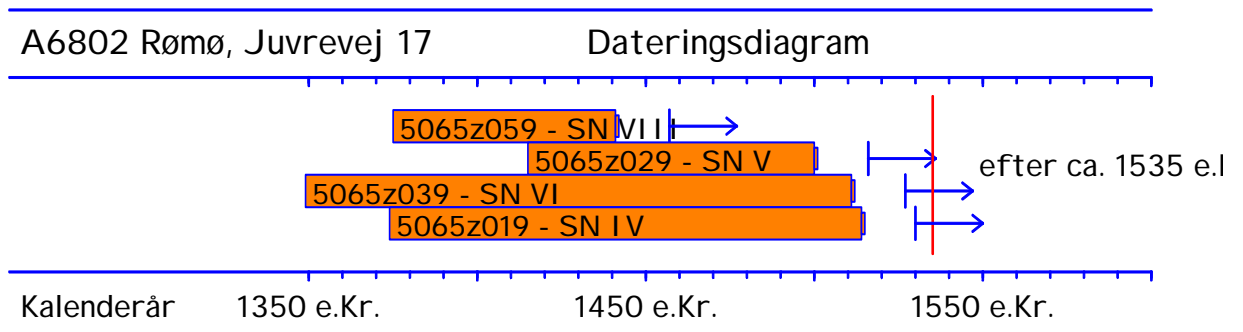 A6802 Rømø, Juvrevej 17 Dateringsdiagram
5065z059 - SN VIII
5065z029 - SN V
efter ca. 1535 e.
5065z039 - SN VI
5065z019 - SN IV
Kalenderår 1350 e.Kr. 1450 e.Kr. 1550 e.Kr.